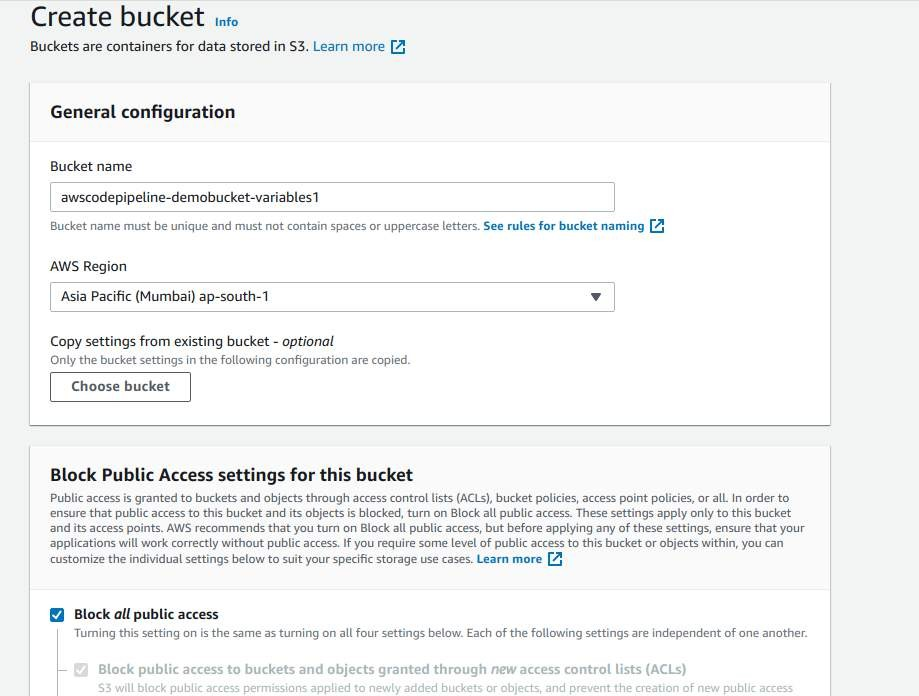 Create bucket Info
Buckets are containers for data stored in S3. Learn more
General configuration
Bucket name
awscodepipeline-demobucket-variables1
Bucket name must be unique and must not contain spaces or uppercase letters. See rules for bucket naming
AWS Region
Asia Pacific (Mumbai) ap-south-1
Copy settings from existing bucket - optional
Only the bucket settings in the following configuration are copied.
Choose bucket
Block Public Access settings for this bucket
Public access is granted to buckets and objects through access control lists (ACLs), bucket policies, access point policies, or all. In order to
ensure that public access to this bucket and its objects is blocked, turn on Block all public access. These settings apply only to this bucket
and its access points. AWS recommends that you turn on Block all public access, but before applying any of these settings, ensure that your
applications will work correctly without public access. If you require some level of public access to this bucket or objects within, you can
customize the individual settings below to suit your specific storage use cases. Learn more
Block all public access
Turning this setting on is the same as turning on all four settings below. Each of the following settings are independent of one another.
Block public access to buckets and objects granted through new access control lists (ACLs)
S3 will block public access permissions applied to newly added buckets or objects, and prevent the creation of new public access